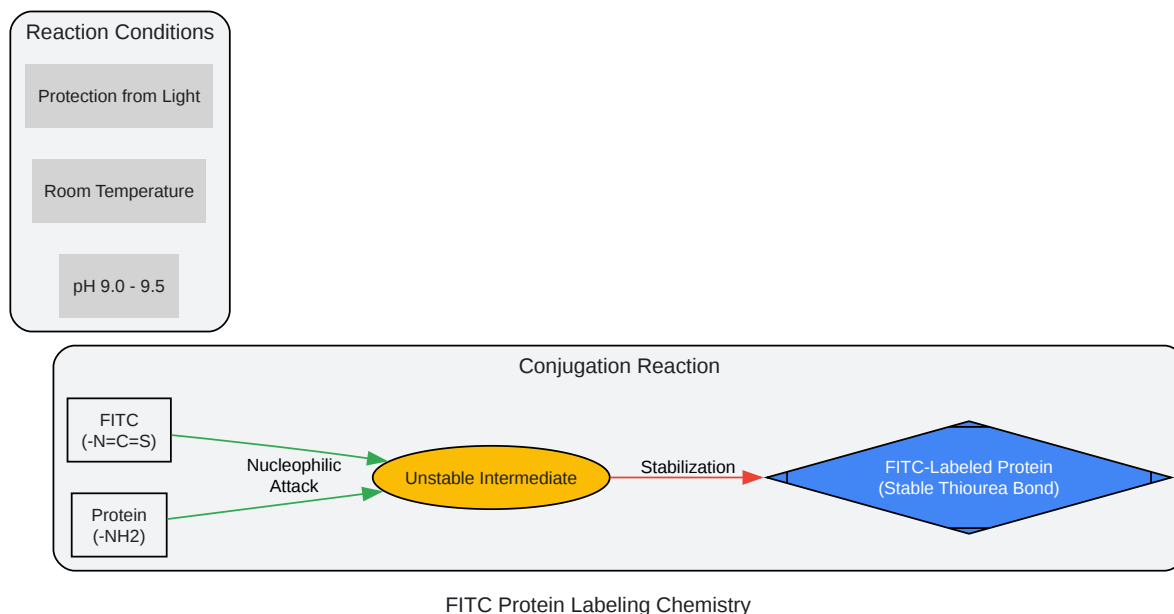 Reaction Conditions
Protection from Light
Room Temperature
pH 9.0 - 9.5
Conjugation Reaction
FITC
(-N=C=S)
Protein
(-NH2)
Nucleophilic
Attack
Unstable Intermediate
Stabilization
FITC-Labeled Protein
(Stable Thiourea Bond)
FITC Protein Labeling Chemistry